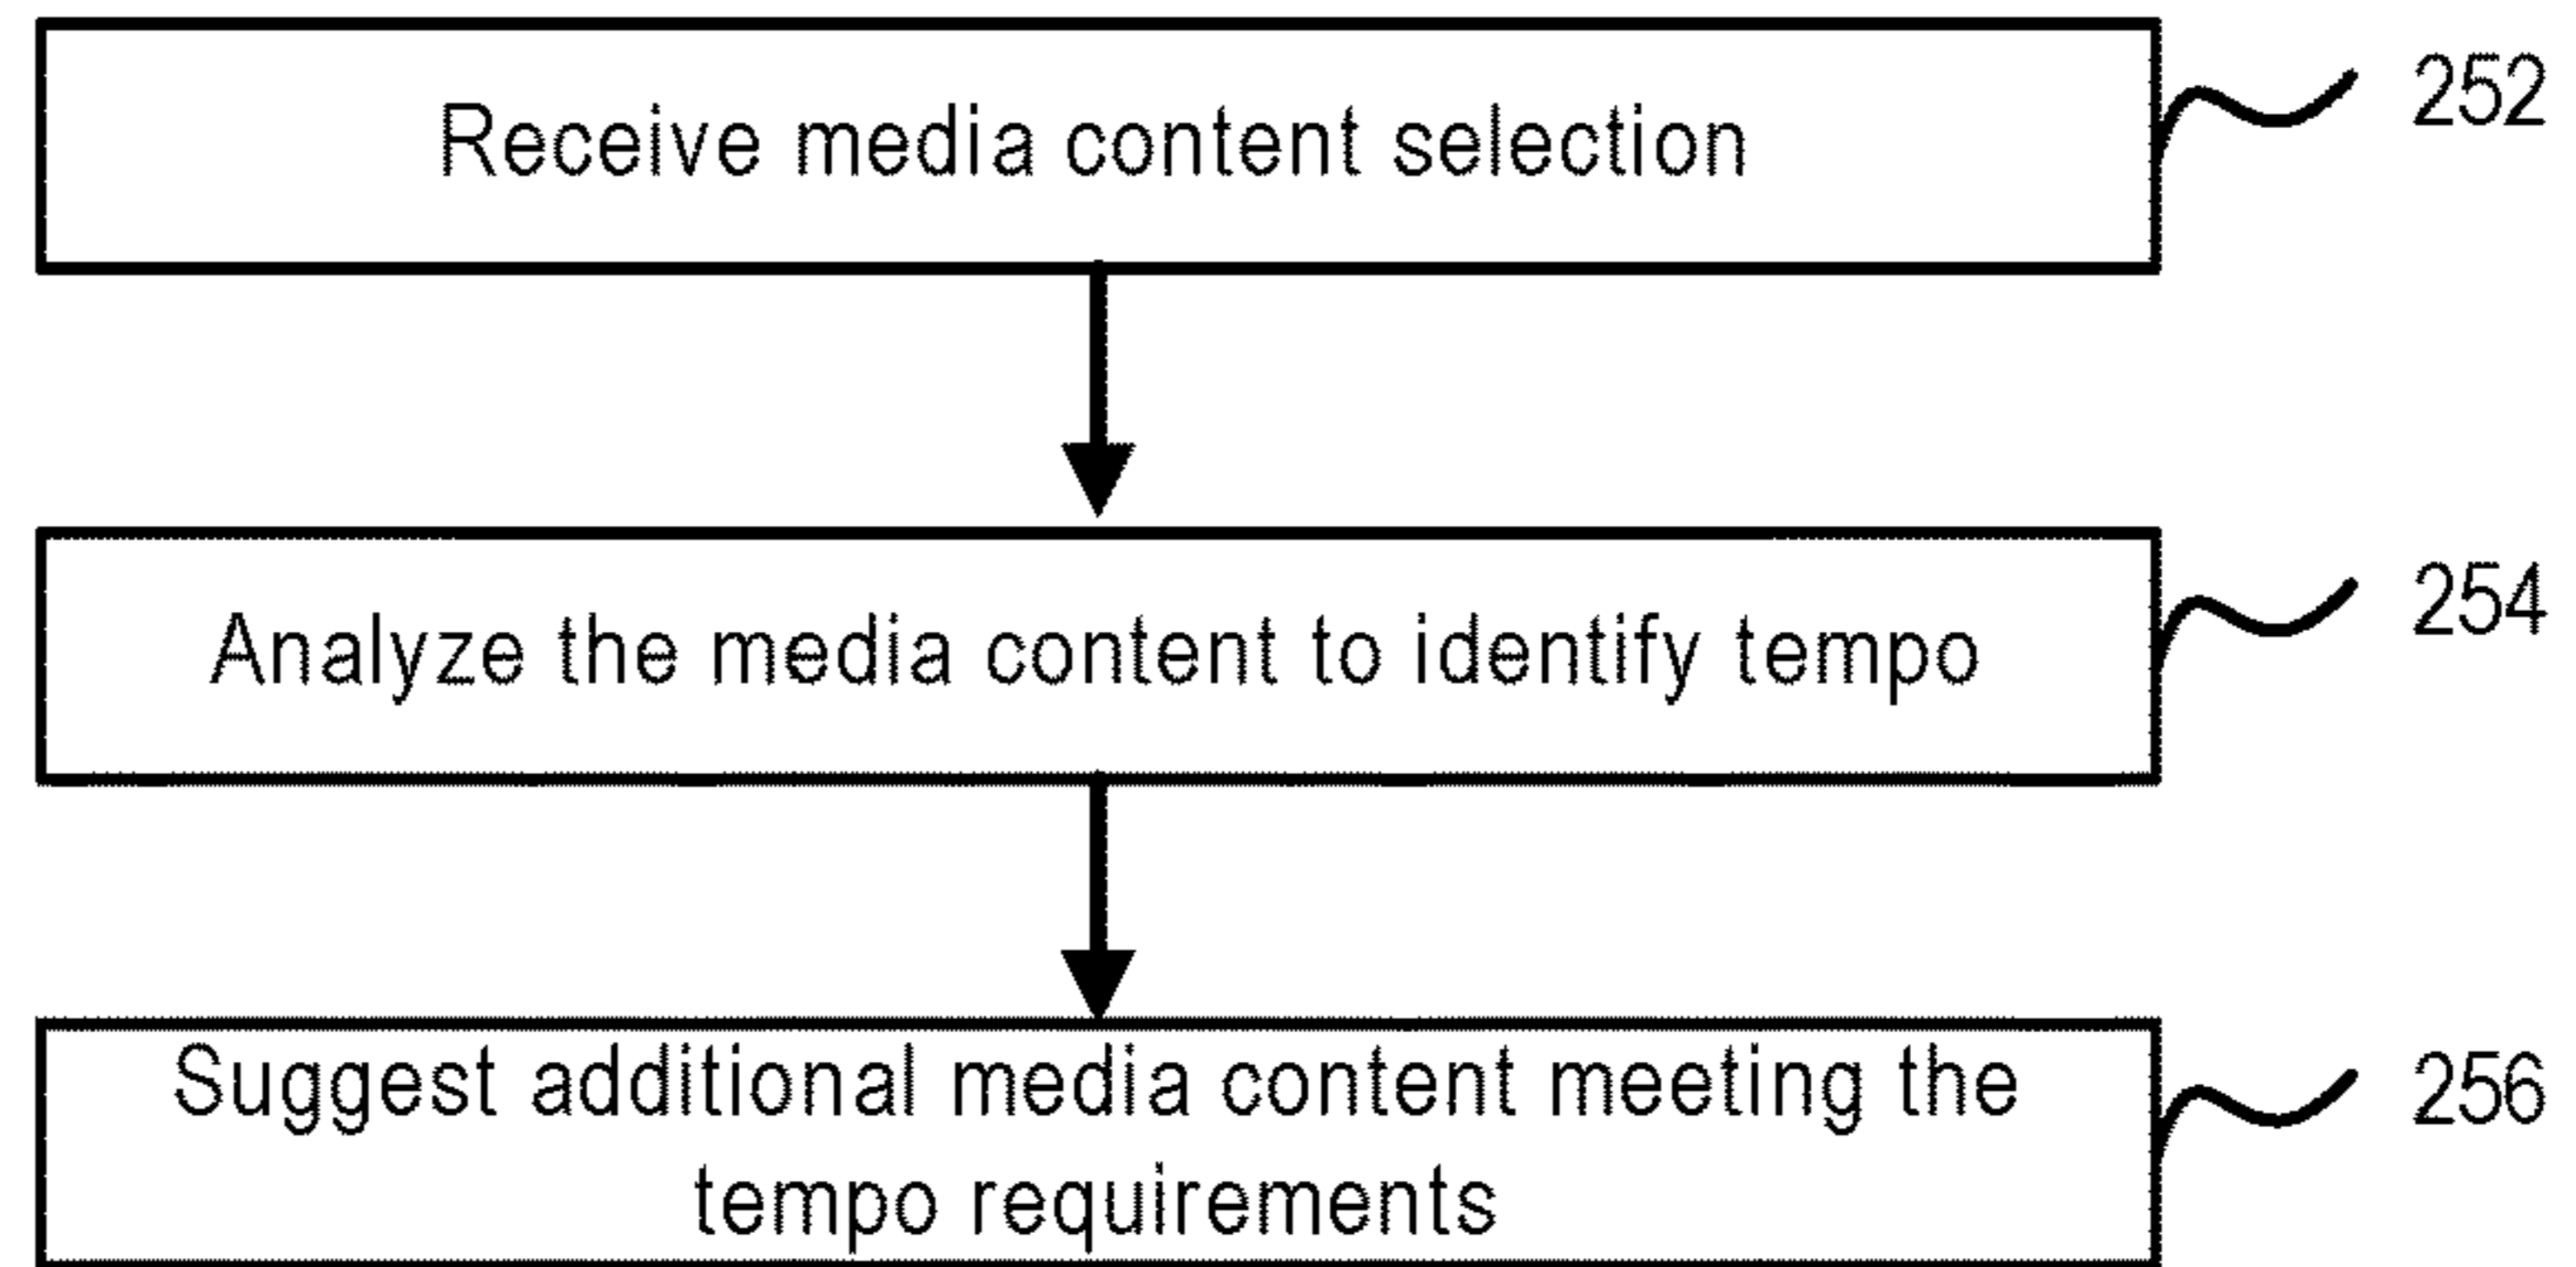 Receive media content selection
252
Analyze the media content to identify tempo
254
Suggest additional media content meeting the
tempo requirements
256